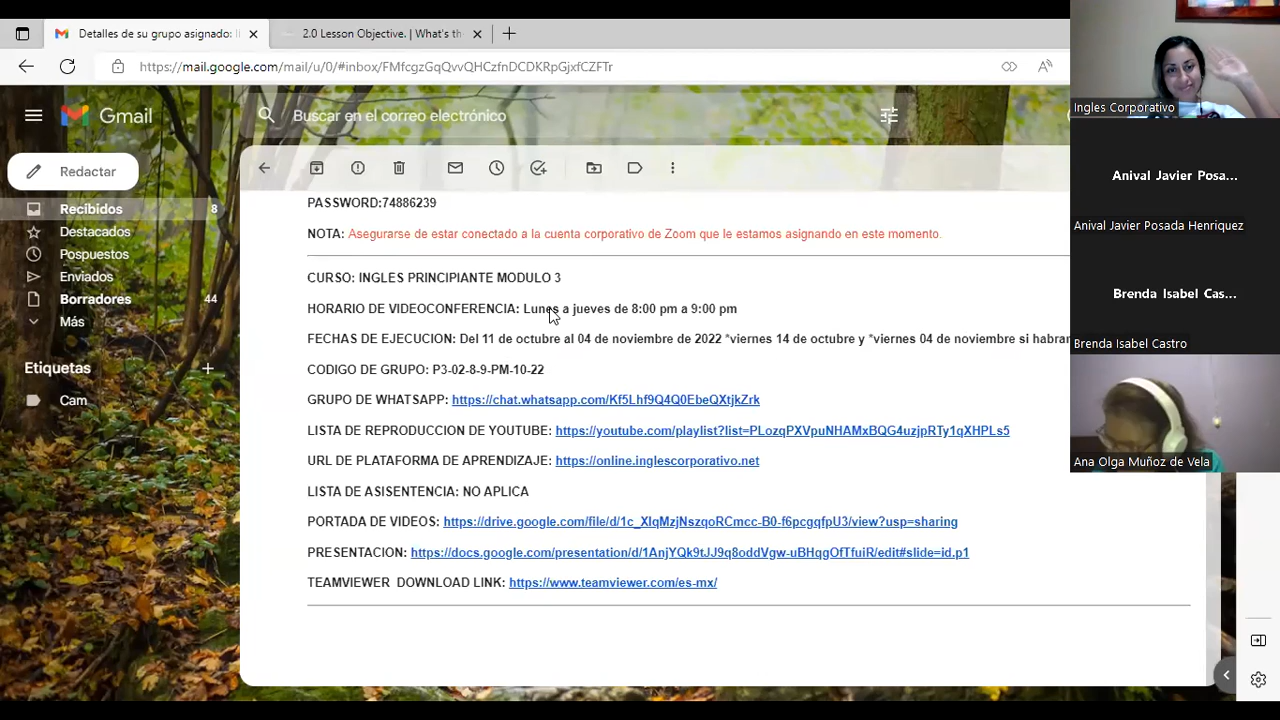 Detalles de su grupo asignado: I
2.0 Lesson Objective. | What's th
https://mail.google.com/mail/u/0/#inbox/FMfcgzGqQvvQHCzfnDCDKRpGjxfCZFTr
Gmail
Buscar en el correo electrónico
Redactar
Recibidos 8
Destacados
Pospuestos
Enviados
Borradores 44
Más
Etiquetas
Cam
PASSWORD:74886239
NOTA: Asegurarse de estar conectado a la cuenta corporativo de Zoom que le estamos asignando en este momento.
CURSO: INGLES PRINCIPIANTE MODULO 3
HORARIO DE VIDEOCONFERENCIA: Lunes a jueves de 8:00 pm a 9:00 pm
FECHAS DE EJECUCION: Del 11 de octubre al 04 de noviembre de 2022 *viernes 14 de octubre y *viernes 04 de noviembre si habran
CODIGO DE GRUPO: P3-02-8-9-PM-10-22
GRUPO DE WHATSAPP: https://chat.whatsapp.com/Kf5Lhf9Q4Q0EbeQXtjkZrk
LISTA DE REPRODUCCION DE YOUTUBE: https://youtube.com/playlist?list=PLozqPXVpuNHAMxBQG4uzjpRTy1qXHPLs5
URL DE PLATAFORMA DE APRENDIZAJE: https://online.inglescorporativo.net
LISTA DE ASISENTENCIA: NO APLICA
PORTADA DE VIDEOS: https://drive.google.com/file/d/1c_XlqMzjNszqoRCmcc-B0-f6pcgqfpU3/view?usp=sharing
PRESENTACION: https://docs.google.com/presentation/d/1AnjYQk9tJJ9q8oddVgw-uBHqgOfTfuiR/edit#slide=id.p1
TEAMVIEWER DOWNLOAD LINK: https://www.teamviewer.com/es-mx/
Ingles Corporativo
Anival Javier Posa...
Anival Javier Posada Henriquez
Brenda Isabel Cas...
Brenda Isabel Castro
Ana Olga Muñoz de Vela